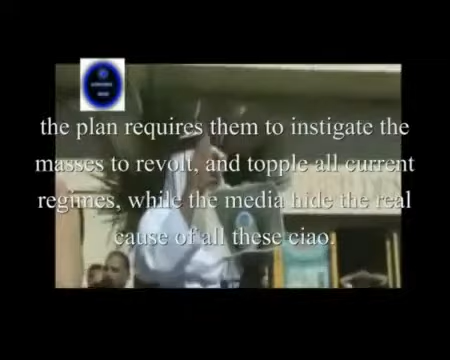 the plan requires them to instigate the
masses to revolt, and topple all current
regimes, while the media hide the real
cause of all these ciao.